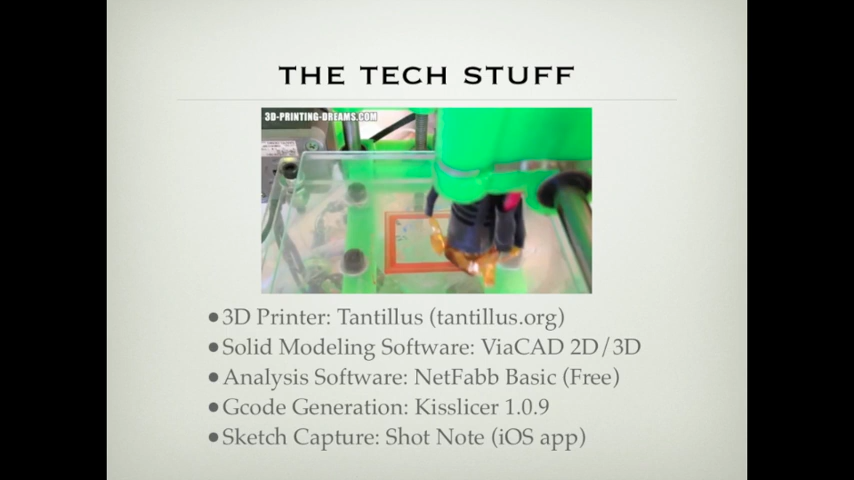 THE TECH STUFF
3D-PRINTING-DREAMS.COM
•3D Printer: Tantillus (tantillus.org)
•Solid Modeling Software: ViaCAD 2D/3D
•Analysis Software: NetFabb Basic (Free)
•Gcode Generation: Kisslicer 1.0.9
•Sketch Capture: Shot Note (iOS app)